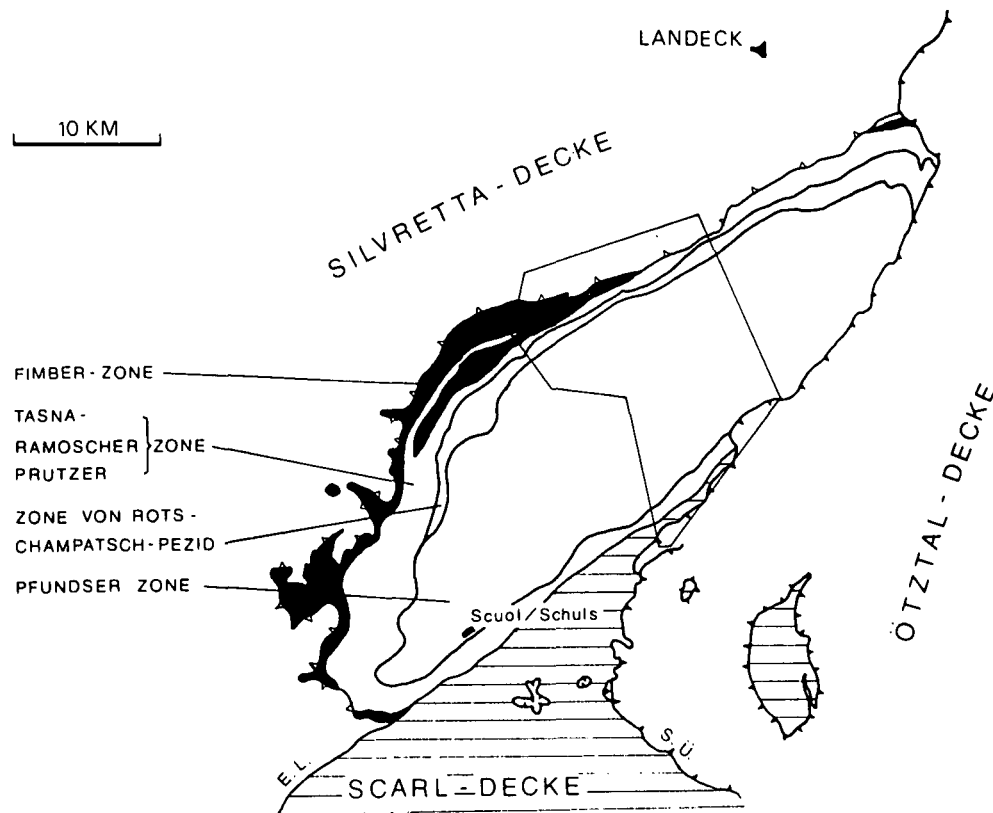 LANDECK
10 KM
SILVRETTA - DECKE
FIMBER - ZONE
TASNA -
RAMOSCHER ZONE
PRUTZER
ZONE VON ROTS -
CHAMPATSCH - PEZID
PFUNDSER ZONE
Scuol / Schuls
ÖTZTAL - DECKE
E.L.
S.Ü.
SCARL - DECKE